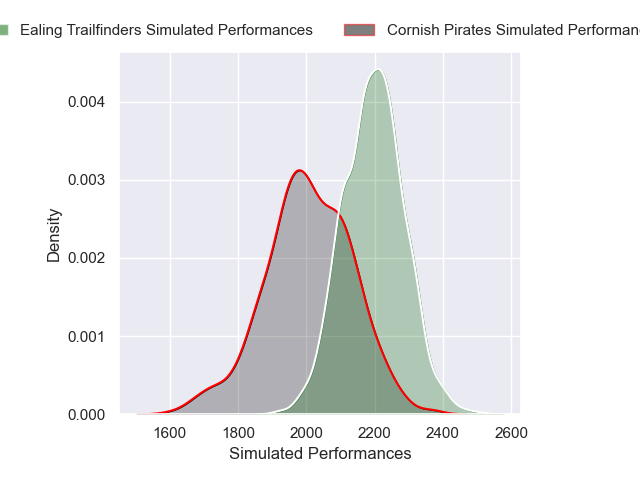 Ealing Trailfinders Simulated Performances
Cornish Pirates Simulated
0.004
0.003
0.002
0.001
0.000
Density
1600 1800 2000 2200 2400 2600
Simulated Performances